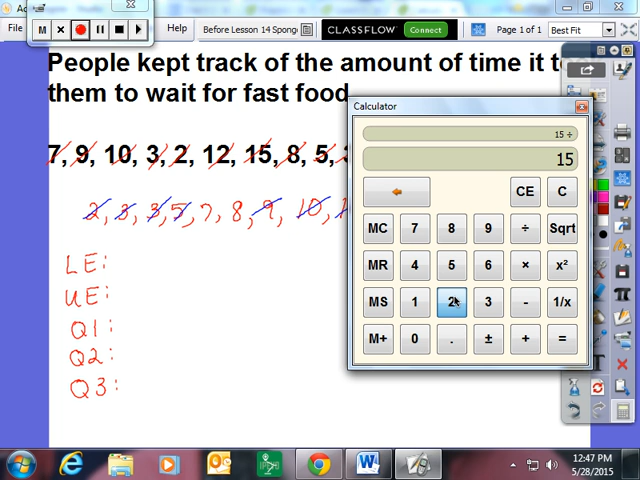 File
Help
Before Lesson 14 Spong
CLASSFLOW Connect
Page 1 of 1
Best Fit
M
People kept track of the amount of time it
them to wait for fast food
7, 9, 10, 3, 2, 12, 15, 8, 5,
2, 3, 3, 5, 7, 8, 9, 10,
LE:
UE:
Q1:
Q2:
Q3:
Calculator
15 ÷
15
CE C
MC 7 8 9 ÷ Sqrt
MR 4 5 6 × x²
MS 1 2 3 - 1/x
M+ 0 . ± + =
12:47 PM
5/28/2015